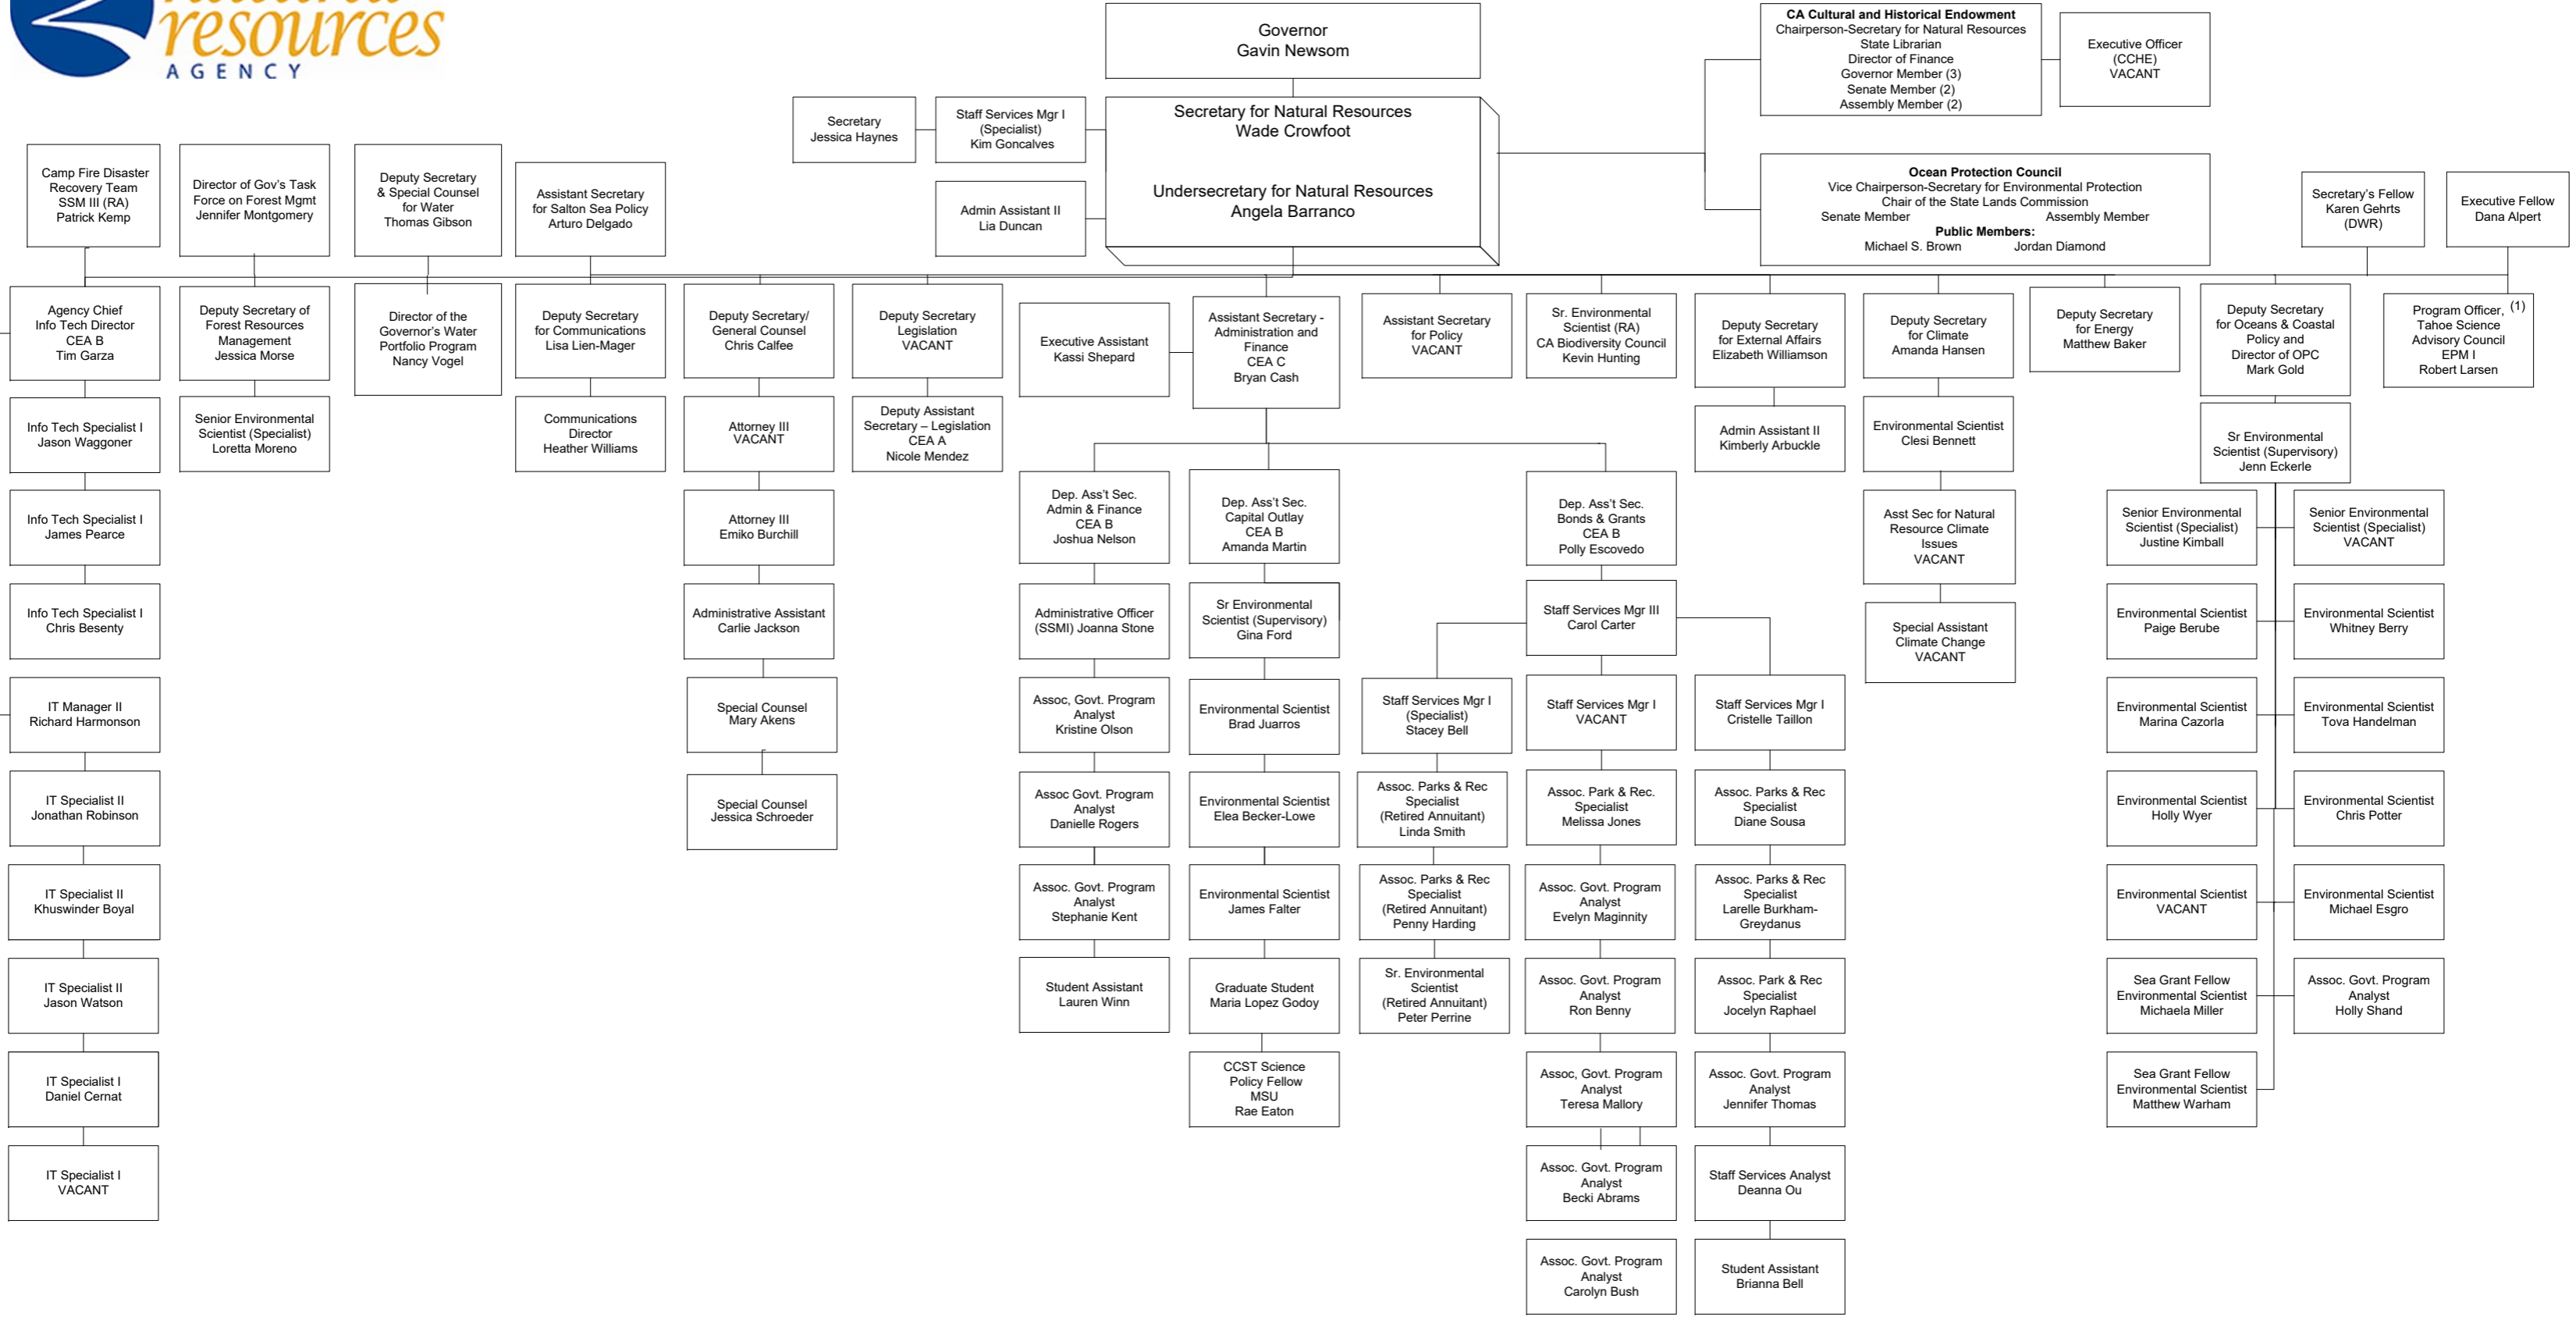 resources
AGENCY
Governor
Gavin Newsom
CA Cultural and Historical Endowment
Chairperson-Secretary for Natural Resources
State Librarian
Director of Finance
Governor Member (3)
Senate Member (2)
Assembly Member (2)
Executive Officer
(CCHE)
VACANT
Secretary
Jessica Haynes
Staff Services Mgr I
(Specialist)
Kim Goncalves
Secretary for Natural Resources
Wade Crowfoot
Undersecretary for Natural Resources
Angela Barranco
Admin Assistant II
Lia Duncan
Ocean Protection Council
Vice Chairperson-Secretary for Environmental Protection
Chair of the State Lands Commission
Senate Member Assembly Member
Public Members:
Michael S. Brown Jordan Diamond
Camp Fire Disaster
Recovery Team
SSM III (RA)
Patrick Kemp
Director of Gov's Task
Force on Forest Mgmt
Jennifer Montgomery
Deputy Secretary
& Special Counsel
for Water
Thomas Gibson
Assistant Secretary
for Salton Sea Policy
Arturo Delgado
Secretary's Fellow
Karen Gehrts
(DWR)
Executive Fellow
Dana Alpert
Agency Chief
Info Tech Director
CEA B
Tim Garza
Deputy Secretary of
Forest Resources
Management
Jessica Morse
Director of the
Governor's Water
Portfolio Program
Nancy Vogel
Deputy Secretary
for Communications
Lisa Lien-Mager
Deputy Secretary/
General Counsel
Chris Calfee
Deputy Secretary
Legislation
VACANT
Executive Assistant
Kassi Shepard
Assistant Secretary -
Administration and
Finance
CEA C
Bryan Cash
Assistant Secretary
for Policy
VACANT
Sr. Environmental
Scientist (RA)
CA Biodiversity Council
Kevin Hunting
Deputy Secretary
for External Affairs
Elizabeth Williamson
Deputy Secretary
for Climate
Amanda Hansen
Deputy Secretary
for Energy
Matthew Baker
Deputy Secretary
for Oceans & Coastal
Policy and
Director of OPC
Mark Gold
Program Officer, (1)
Tahoe Science
Advisory Council
EPM I
Robert Larsen
Info Tech Specialist I
Jason Waggoner
Senior Environmental
Scientist (Specialist)
Loretta Moreno
Communications
Director
Heather Williams
Attorney III
VACANT
Deputy Assistant
Secretary – Legislation
CEA A
Nicole Mendez
Admin Assistant II
Kimberly Arbuckle
Environmental Scientist
Clesi Bennett
Sr Environmental
Scientist (Supervisory)
Jenn Eckerle
Info Tech Specialist I
James Pearce
Attorney III
Emiko Burchill
Dep. Ass't Sec.
Admin & Finance
CEA B
Joshua Nelson
Dep. Ass't Sec.
Capital Outlay
CEA B
Amanda Martin
Dep. Ass't Sec.
Bonds & Grants
CEA B
Polly Escovedo
Asst Sec for Natural
Resource Climate
Issues
VACANT
Senior Environmental
Scientist (Specialist)
Justine Kimball
Senior Environmental
Scientist (Specialist)
VACANT
Info Tech Specialist I
Chris Besenty
Administrative Assistant
Carlie Jackson
Administrative Officer
(SSMI) Joanna Stone
Sr Environmental
Scientist (Supervisory)
Gina Ford
Staff Services Mgr III
Carol Carter
Special Assistant
Climate Change
VACANT
Environmental Scientist
Paige Berube
Environmental Scientist
Whitney Berry
IT Manager II
Richard Harmonson
Special Counsel
Mary Akens
Assoc, Govt. Program
Analyst
Kristine Olson
Environmental Scientist
Brad Juarros
Staff Services Mgr I
(Specialist)
Stacey Bell
Staff Services Mgr I
VACANT
Staff Services Mgr I
Cristelle Taillon
Environmental Scientist
Marina Cazorla
Environmental Scientist
Tova Handelman
IT Specialist II
Jonathan Robinson
Special Counsel
Jessica Schroeder
Assoc Govt. Program
Analyst
Danielle Rogers
Environmental Scientist
Elea Becker-Lowe
Assoc. Parks & Rec
Specialist
(Retired Annuitant)
Linda Smith
Assoc. Park & Rec.
Specialist
Melissa Jones
Assoc. Parks & Rec
Specialist
Diane Sousa
Environmental Scientist
Holly Wyer
Environmental Scientist
Chris Potter
IT Specialist II
Khuswinder Boyal
Assoc. Govt. Program
Analyst
Stephanie Kent
Environmental Scientist
James Falter
Assoc. Parks & Rec
Specialist
(Retired Annuitant)
Penny Harding
Assoc. Govt. Program
Analyst
Evelyn Maginnity
Assoc. Parks & Rec
Specialist
Larelle Burkham-
Greydanus
Environmental Scientist
VACANT
Environmental Scientist
Michael Esgro
IT Specialist II
Jason Watson
Student Assistant
Lauren Winn
Graduate Student
Maria Lopez Godoy
Sr. Environmental
Scientist
(Retired Annuitant)
Peter Perrine
Assoc. Govt. Program
Analyst
Ron Benny
Assoc. Park & Rec
Specialist
Jocelyn Raphael
Sea Grant Fellow
Environmental Scientist
Michaela Miller
Assoc. Govt. Program
Analyst
Holly Shand
IT Specialist I
Daniel Cernat
CCST Science
Policy Fellow
MSU
Rae Eaton
Assoc, Govt. Program
Analyst
Teresa Mallory
Assoc. Govt. Program
Analyst
Jennifer Thomas
Sea Grant Fellow
Environmental Scientist
Matthew Warham
IT Specialist I
VACANT
Assoc. Govt. Program
Analyst
Becki Abrams
Staff Services Analyst
Deanna Ou
Assoc. Govt. Program
Analyst
Carolyn Bush
Student Assistant
Brianna Bell